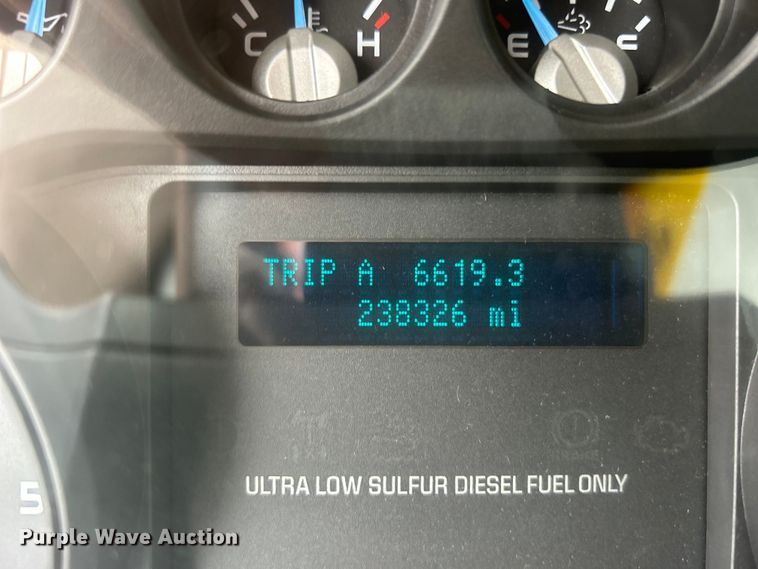 C H
E F
TRIP A 6619.3
238326 mi
ULTRA LOW SULFUR DIESEL FUEL ONLY
5
Purple Wave Auction